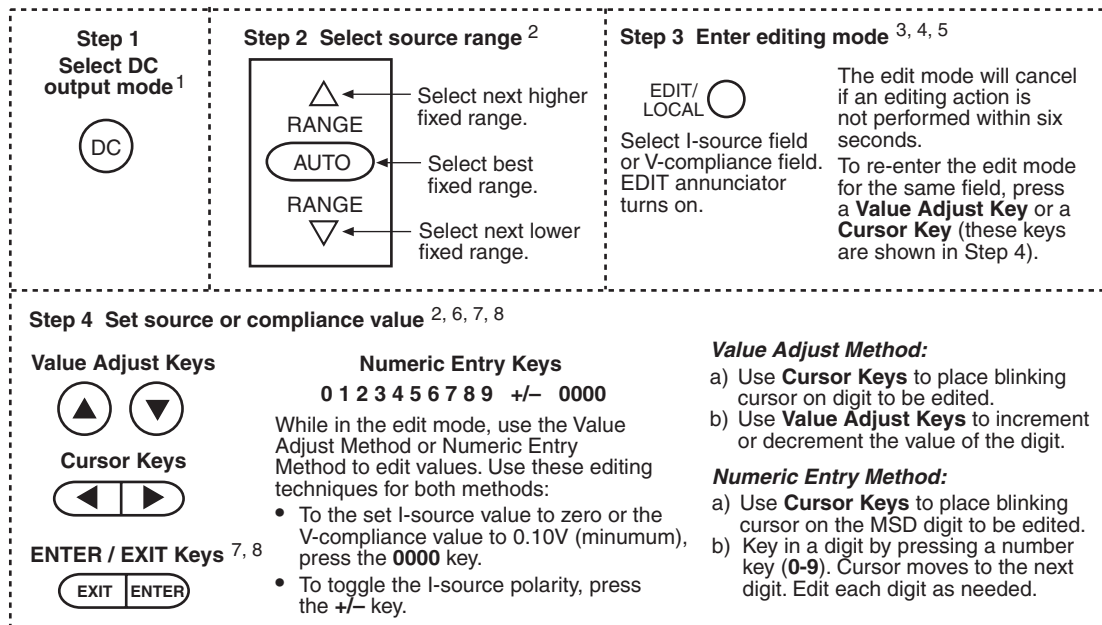 Step 1
Select DC
output mode 1
DC
Step 2 Select source range 2
RANGE
AUTO
RANGE
Select next higher
fixed range.
Select best
fixed range.
Select next lower
fixed range.
Step 3 Enter editing mode 3, 4, 5
EDIT/
LOCAL
Select I-source field
or V-compliance field.
EDIT annunciator
turns on.
The edit mode will cancel
if an editing action is
not performed within six
seconds.
To re-enter the edit mode
for the same field, press
a Value Adjust Key or a
Cursor Key (these keys
are shown in Step 4).
Step 4 Set source or compliance value 2, 6, 7, 8
Value Adjust Keys
Cursor Keys
ENTER / EXIT Keys 7, 8
EXIT ENTER
Numeric Entry Keys
0 1 2 3 4 5 6 7 8 9 +/– 0000
While in the edit mode, use the Value
Adjust Method or Numeric Entry
Method to edit values. Use these editing
techniques for both methods:
• To the set I-source value to zero or the
V-compliance value to 0.10V (minumum),
press the 0000 key.
• To toggle the I-source polarity, press
the +/– key.
Value Adjust Method:
a) Use Cursor Keys to place blinking
cursor on digit to be edited.
b) Use Value Adjust Keys to increment
or decrement the value of the digit.
Numeric Entry Method:
a) Use Cursor Keys to place blinking
cursor on the MSD digit to be edited.
b) Key in a digit by pressing a number
key (0-9). Cursor moves to the next
digit. Edit each digit as needed.